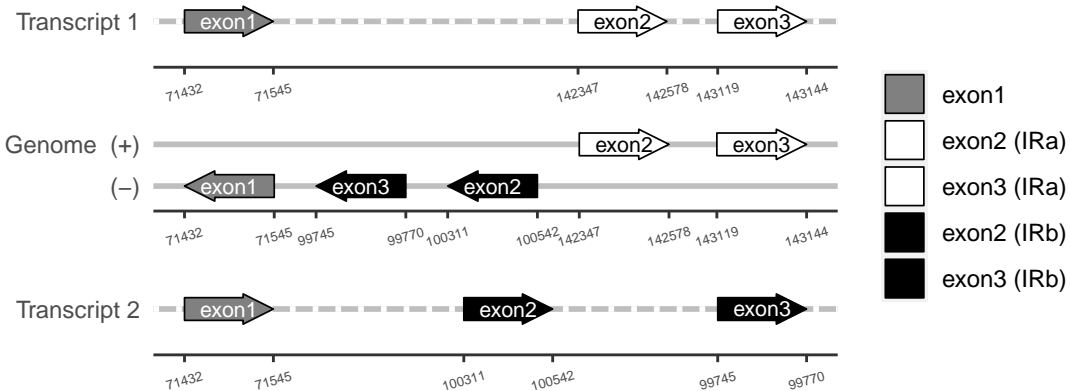 Transcript 1 exon1 exon2 exon3
71432 71545 142347 142578 143119 143144
Genome (+) exon2 exon3
(−) exon1 exon3 exon2
71432 71545 99745 99770 100311 100542 142347 142578 143119 143144
Transcript 2 exon1 exon2 exon3
71432 71545 100311 100542 99745 99770
exon1
exon2 (IRa)
exon3 (IRa)
exon2 (IRb)
exon3 (IRb)